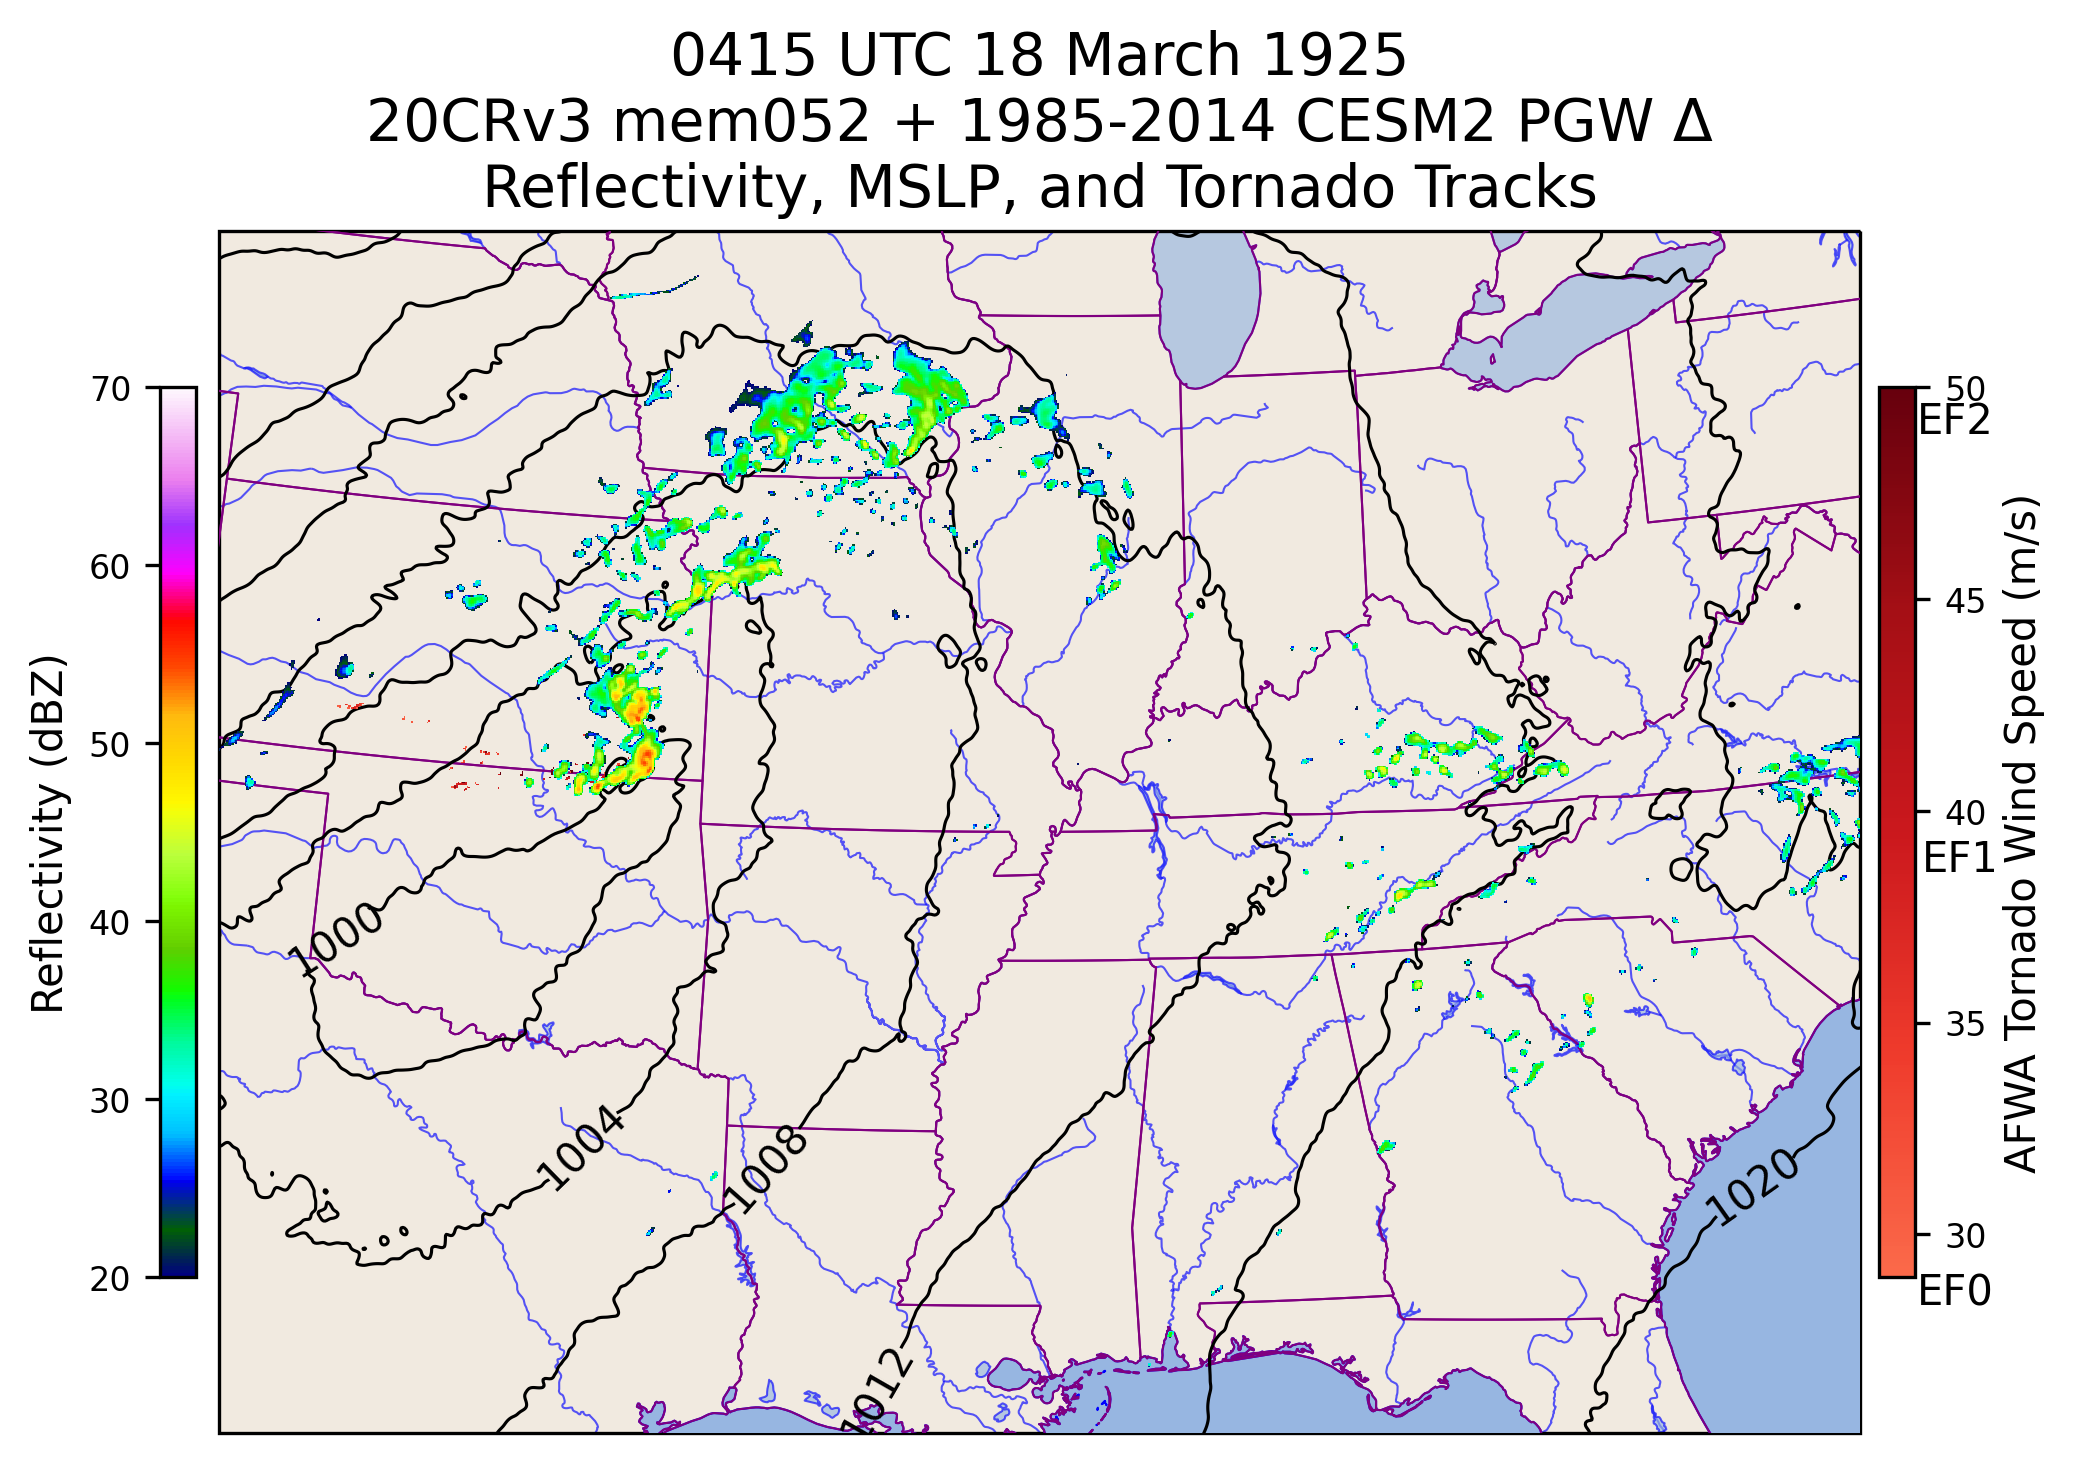 0415 UTC 18 March 1925
20CRv3 mem052 + 1985-2014 CESM2 PGW Δ
Reflectivity, MSLP, and Tornado Tracks
70
60
50
40
30
20
Reflectivity (dBZ)
1000
1004
1008
1012
1020
50
EF2
45
40
EF1
35
30
EF0
AFWA Tornado Wind Speed (m/s)